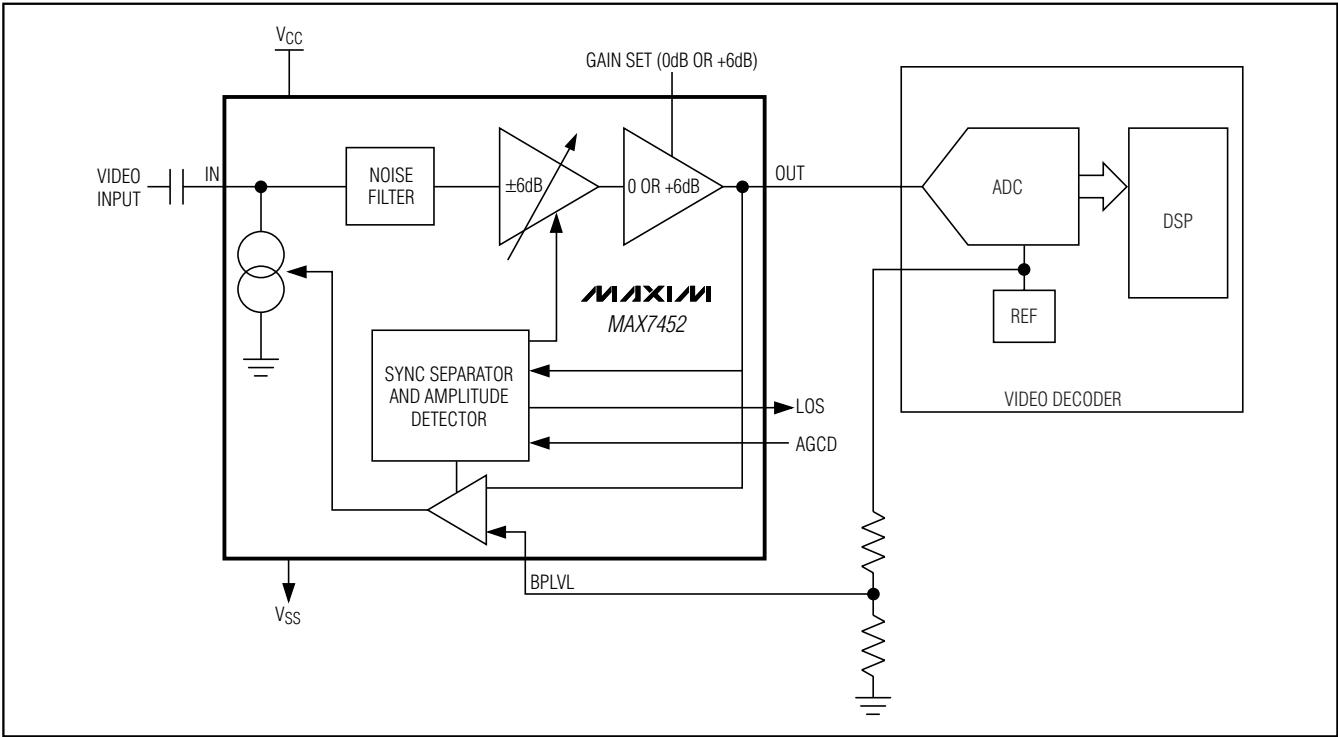 VCC
GAIN SET (0dB OR +6dB)
VIDEO
INPUT
IN
NOISE
FILTER
±6dB
0 OR +6dB
OUT
ADC
DSP
REF
VIDEO DECODER
MAXIM
MAX7452
SYNC SEPARATOR
AND AMPLITUDE
DETECTOR
LOS
AGCD
BPLVL
VSS